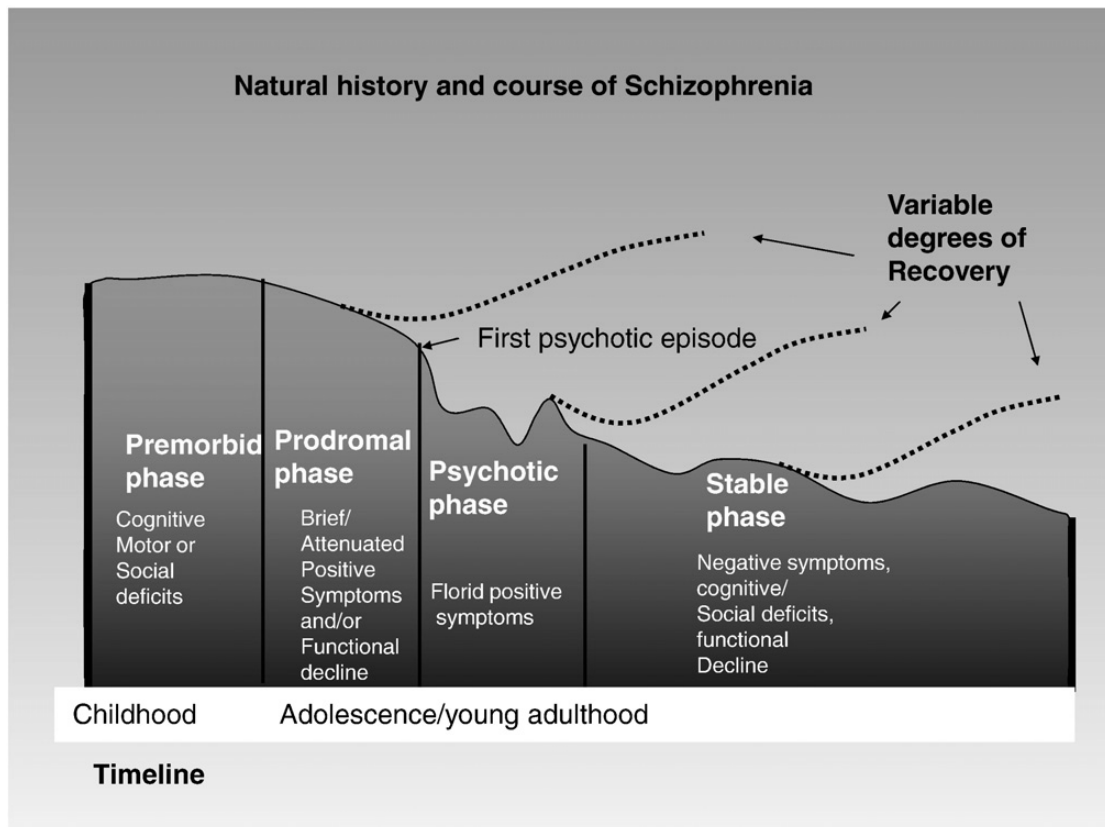 Natural history and course of Schizophrenia
Variable
degrees of
Recovery
First psychotic episode
Premorbid
phase
Cognitive
Motor or
Social
deficits
Prodromal
phase
Brief/
Attenuated
Positive
Symptoms
and/or
Functional
decline
Psychotic
phase
Florid positive
symptoms
Stable
phase
Negative symptoms,
cognitive/
Social deficits,
functional
Decline
Childhood
Adolescence/young adulthood
Timeline